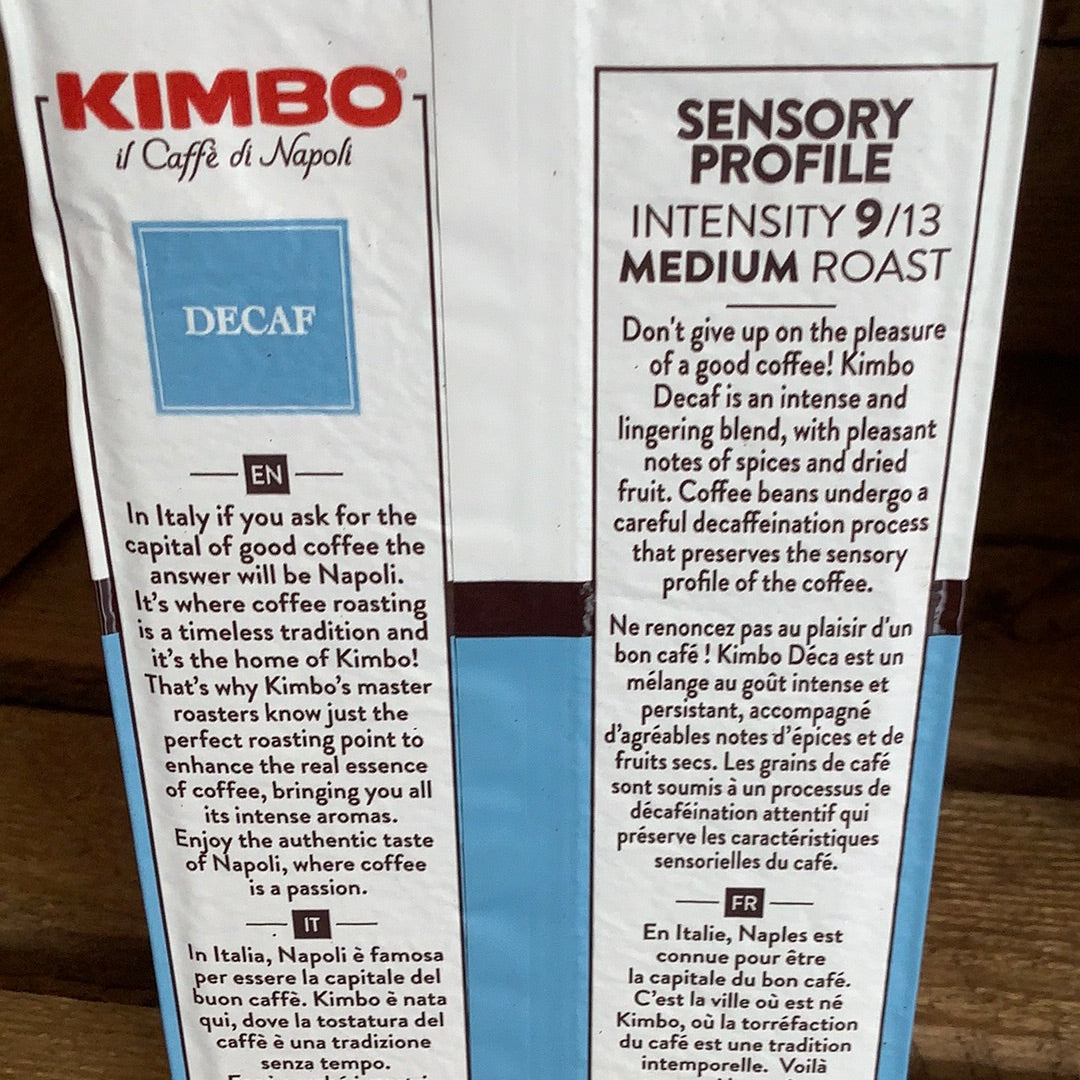 KIMBO®
il Caffè di Napoli
DECAF
EN
In Italy if you ask for the
capital of good coffee the
answer will be Napoli.
It's where coffee roasting
is a timeless tradition and
it's the home of Kimbo!
That's why Kimbo's master
roasters know just the
perfect roasting point to
enhance the real essence
of coffee, bringing you all
its intense aromas.
Enjoy the authentic taste
of Napoli, where coffee
is a passion.
IT
In Italia, Napoli è famosa
per essere la capitale del
buon caffè. Kimbo è nata
qui, dove la tostatura del
caffè è una tradizione
senza tempo.
SENSORY
PROFILE
INTENSITY 9/13
MEDIUM ROAST
Don't give up on the pleasure
of a good coffee! Kimbo
Decaf is an intense and
lingering blend, with pleasant
notes of spices and dried
fruit. Coffee beans undergo a
careful decaffeination process
that preserves the sensory
profile of the coffee.
Ne renoncez pas au plaisir d'un
bon café ! Kimbo Déca est un
mélange au goût intense et
persistant, accompagné
d'agréables notes d'épices et de
fruits secs. Les grains de café
sont soumis à un processus de
décaféination attentif qui
préserve les caractéristiques
sensorielles du café.
FR
En Italie, Naples est
connue pour être
la capitale du bon café.
C'est la ville où est né
Kimbo, où la torréfaction
du café est une tradition
intemporelle. Voilà